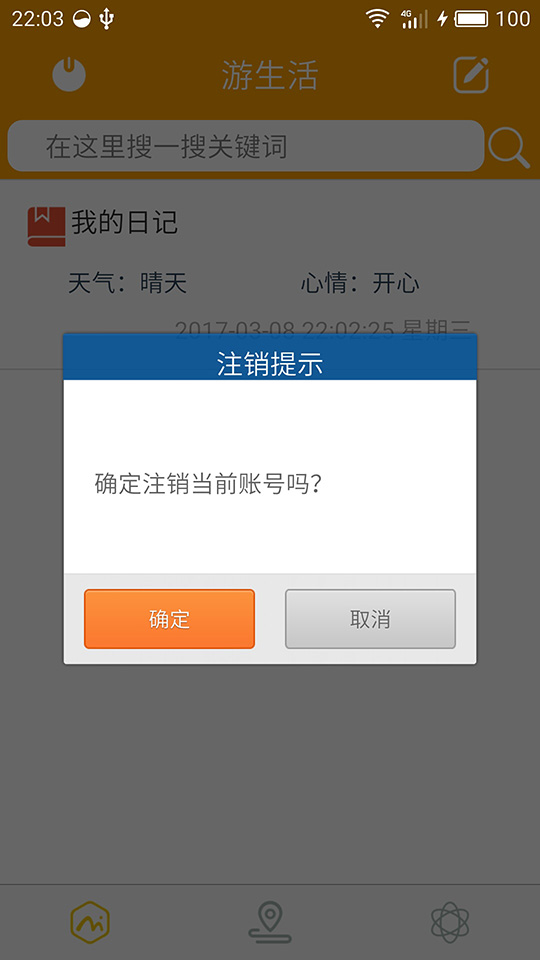 22:03 4G 100
游生活
在这里搜一搜关键词
我的日记
天气：晴天 心情：开心
2017-03-08 22:02:25 星期三
注销提示
确定注销当前账号吗？
确定 取消